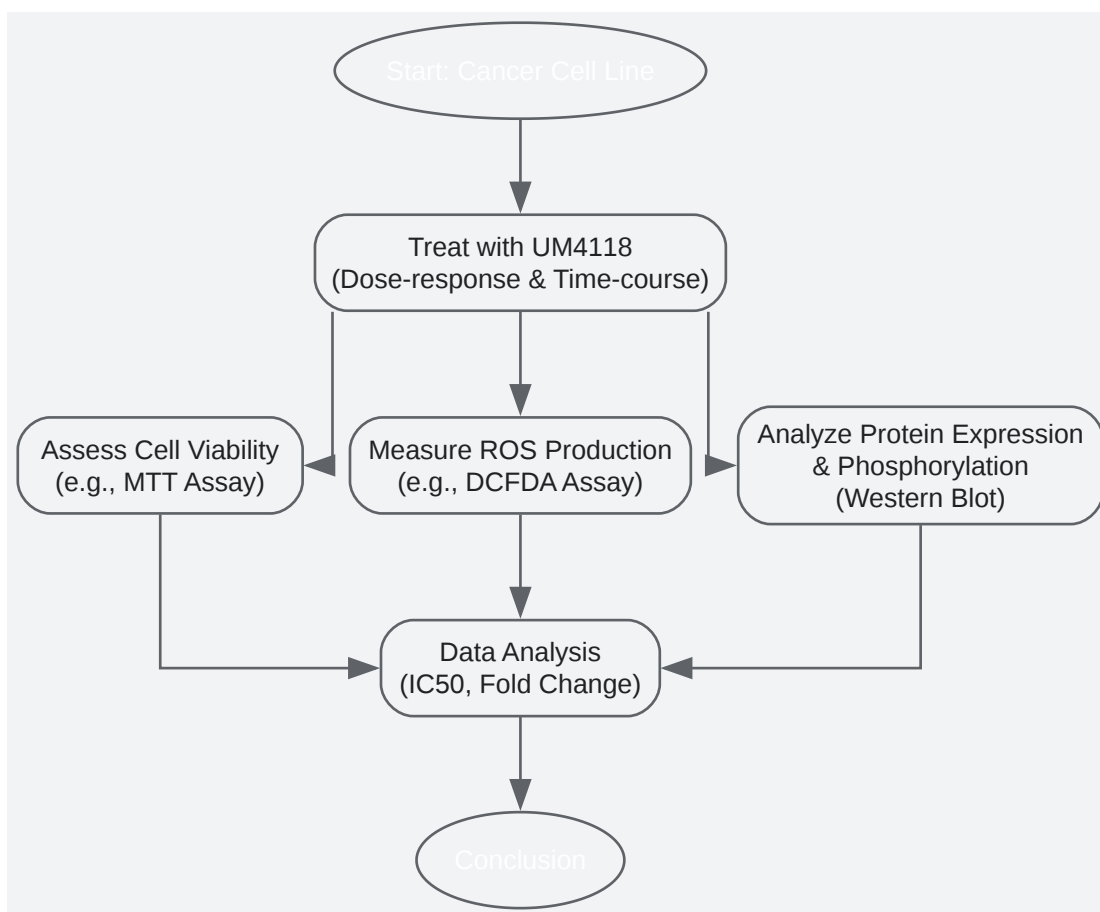 Start: Cancer Cell Line
Treat with UM4118
(Dose-response & Time-course)
Assess Cell Viability
(e.g., MTT Assay)
Measure ROS Production
(e.g., DCFDA Assay)
Analyze Protein Expression
& Phosphorylation
(Western Blot)
Data Analysis
(IC50, Fold Change)
Conclusion